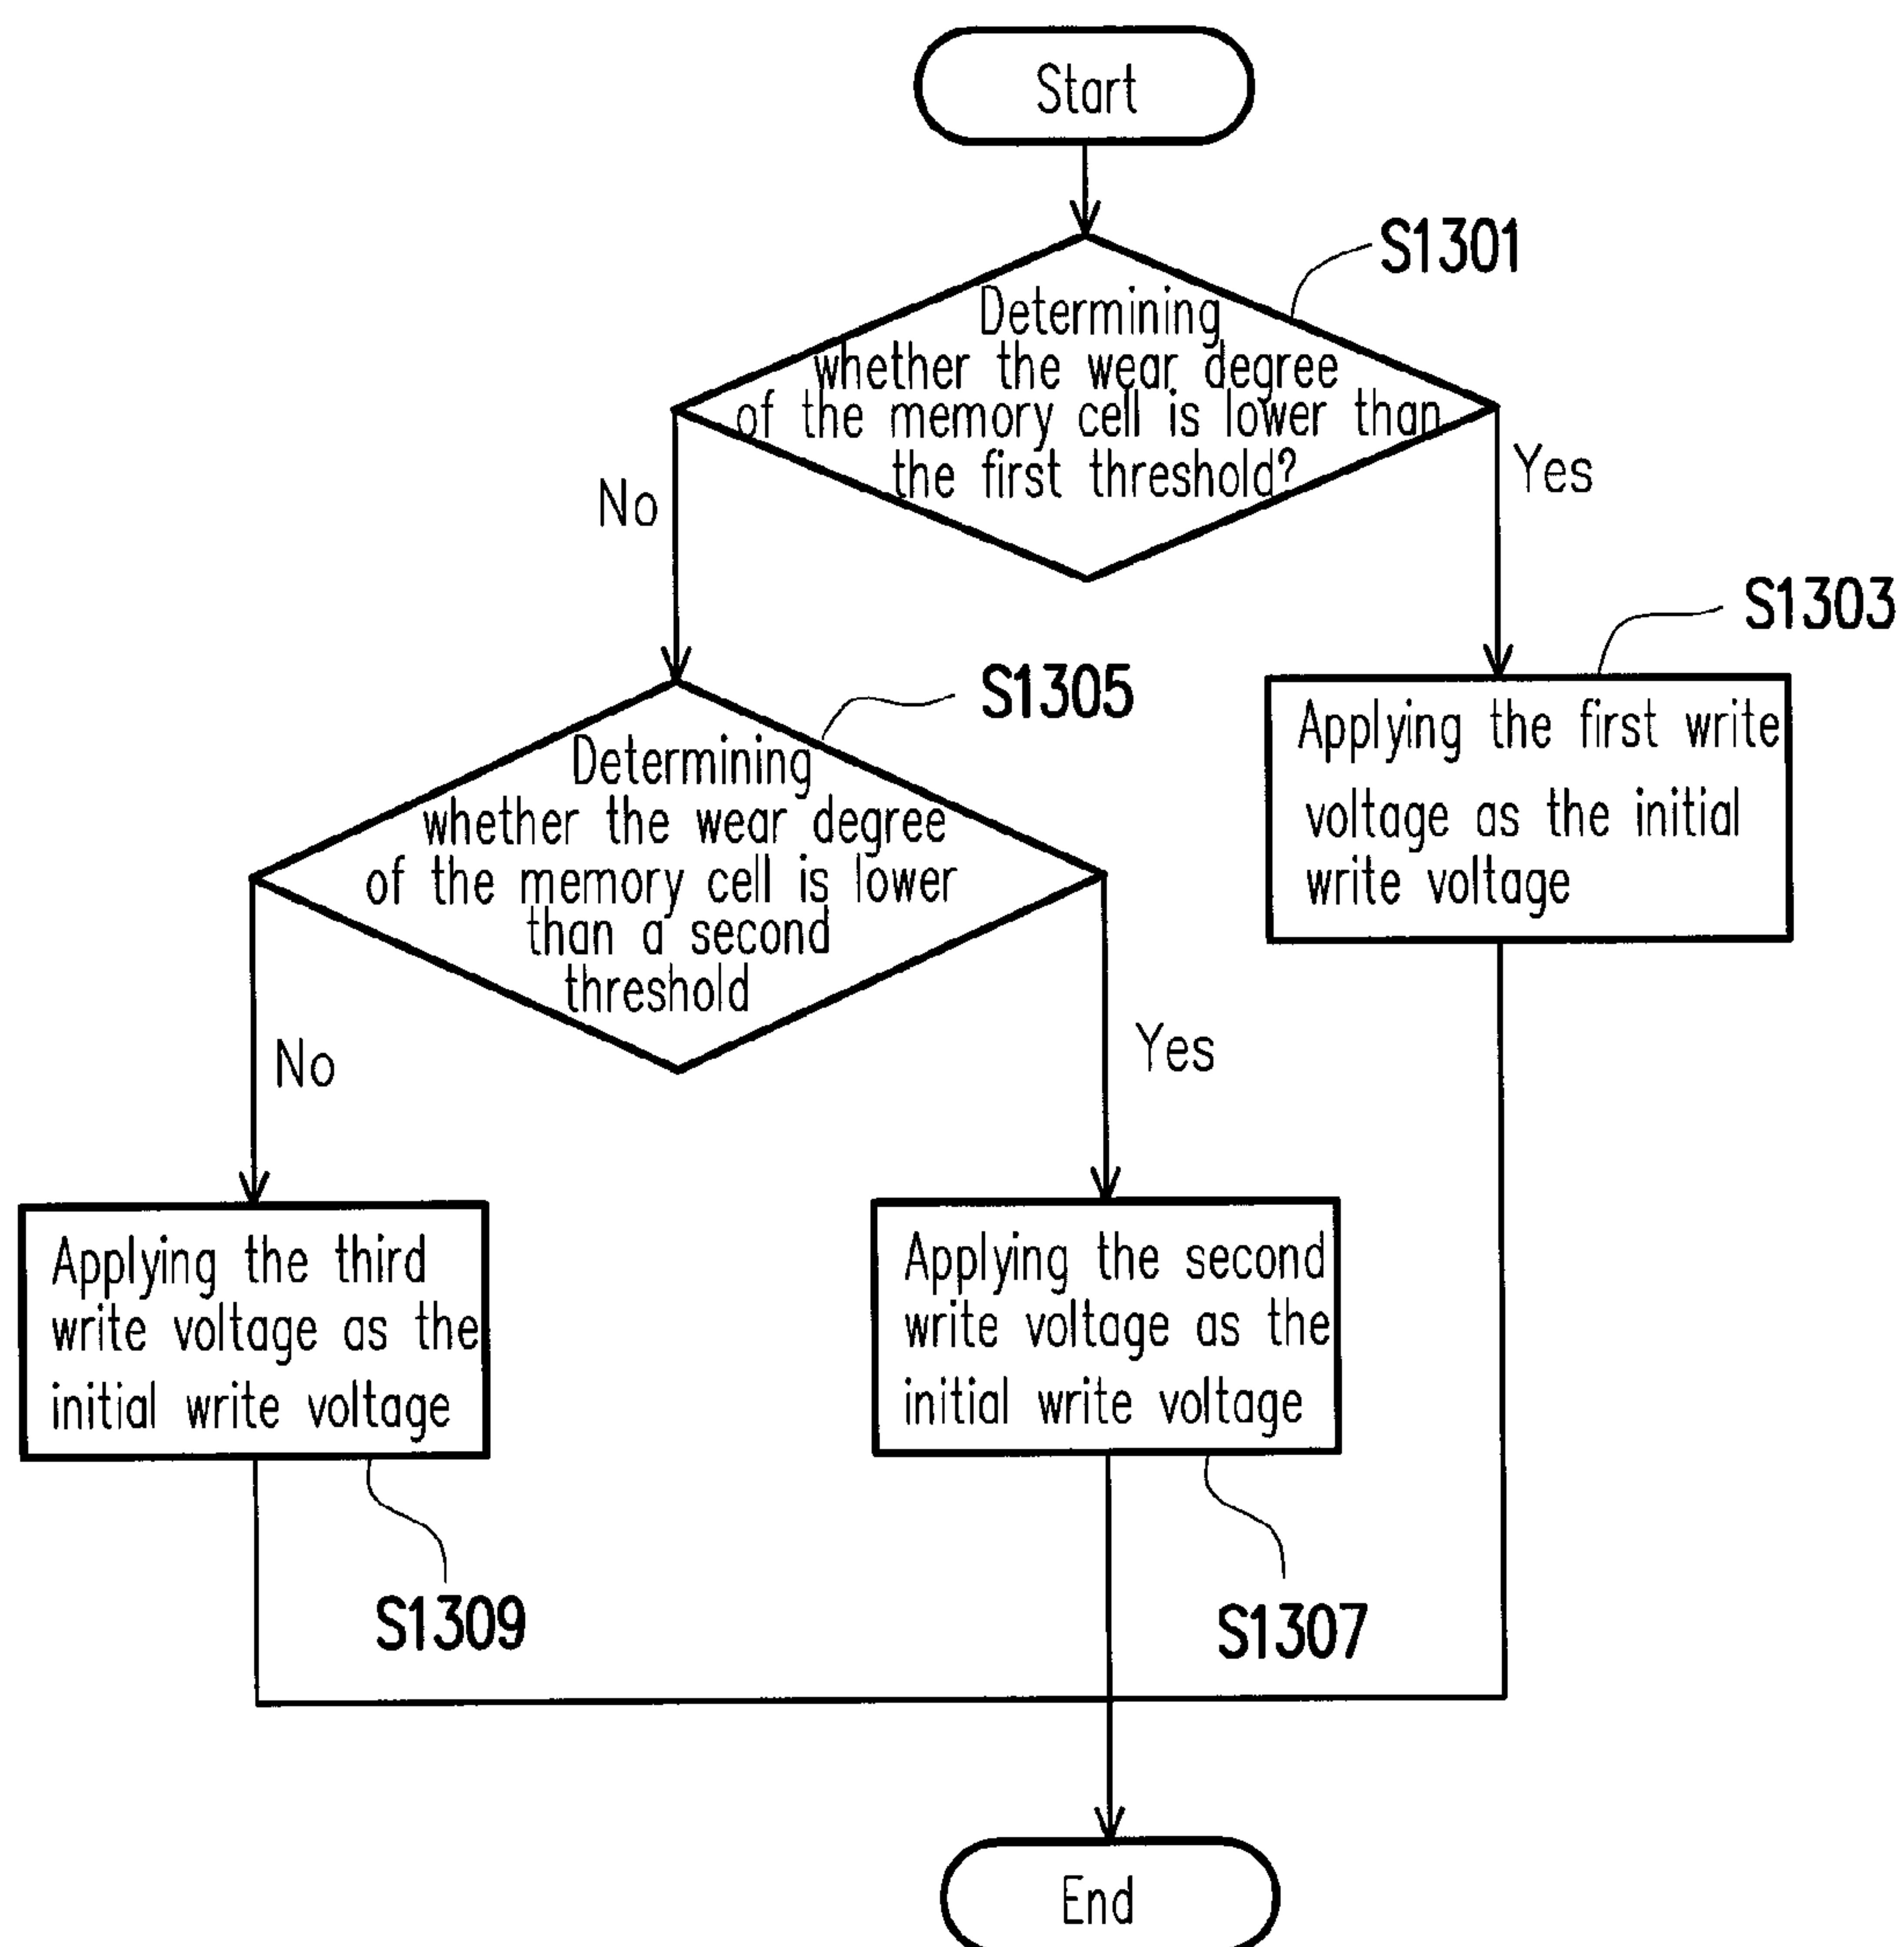 Start
S1301
Determining
whether the wear degree
of the memory cell is lower than
the first threshold?
No
Yes
S1303
Applying the first write
voltage as the initial
write voltage
S1305
Determining
whether the wear degree
of the memory cell is lower
than a second
threshold
No
Yes
Applying the third
write voltage as the
initial write voltage
S1309
Applying the second
write voltage as the
initial write voltage
S1307
End